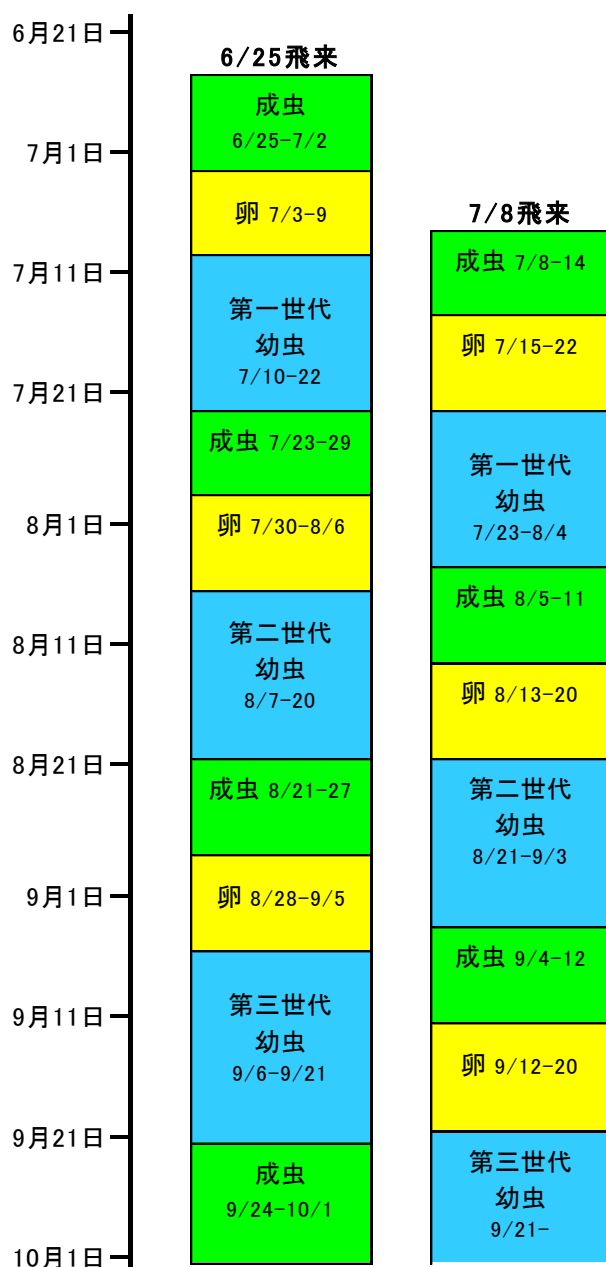 6月21日
7月1日
7月11日
7月21日
8月1日
8月11日
8月21日
9月1日
9月11日
9月21日
10月1日
6/25飛来
成虫
6/25-7/2
卵 7/3-9
第一世代
幼虫
7/10-22
成虫 7/23-29
卵 7/30-8/6
第二世代
幼虫
8/7-20
成虫 8/21-27
卵 8/28-9/5
第三世代
幼虫
9/6-9/21
成虫
9/24-10/1
7/8飛来
成虫 7/8-14
卵 7/15-22
第一世代
幼虫
7/23-8/4
成虫 8/5-11
卵 8/13-20
第二世代
幼虫
8/21-9/3
成虫 9/4-12
卵 9/12-20
第三世代
幼虫
9/21-